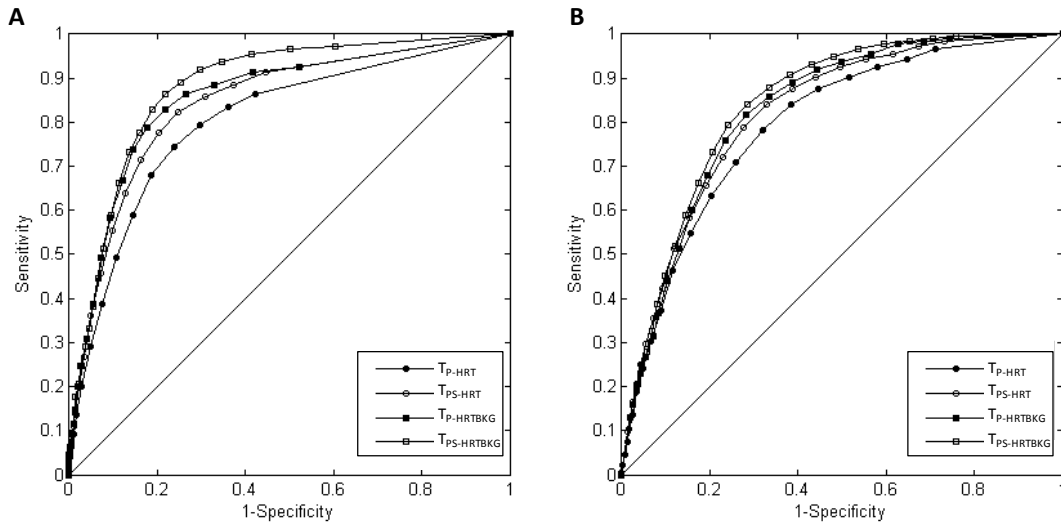 A
B
1
0.9
0.8
0.7
0.6
0.5
0.4
0.3
0.2
0.1
0
Sensitivity
0
0.2
0.4
0.6
0.8
1
1-Specificity
TP-HRT
TPS-HRT
TP-HRTBKG
TPS-HRTBKG
1
0.9
0.8
0.7
0.6
0.5
0.4
0.3
0.2
0.1
0
Sensitivity
0
0.2
0.4
0.6
0.8
1
1-Specificity
TP-HRT
TPS-HRT
TP-HRTBKG
TPS-HRTBKG